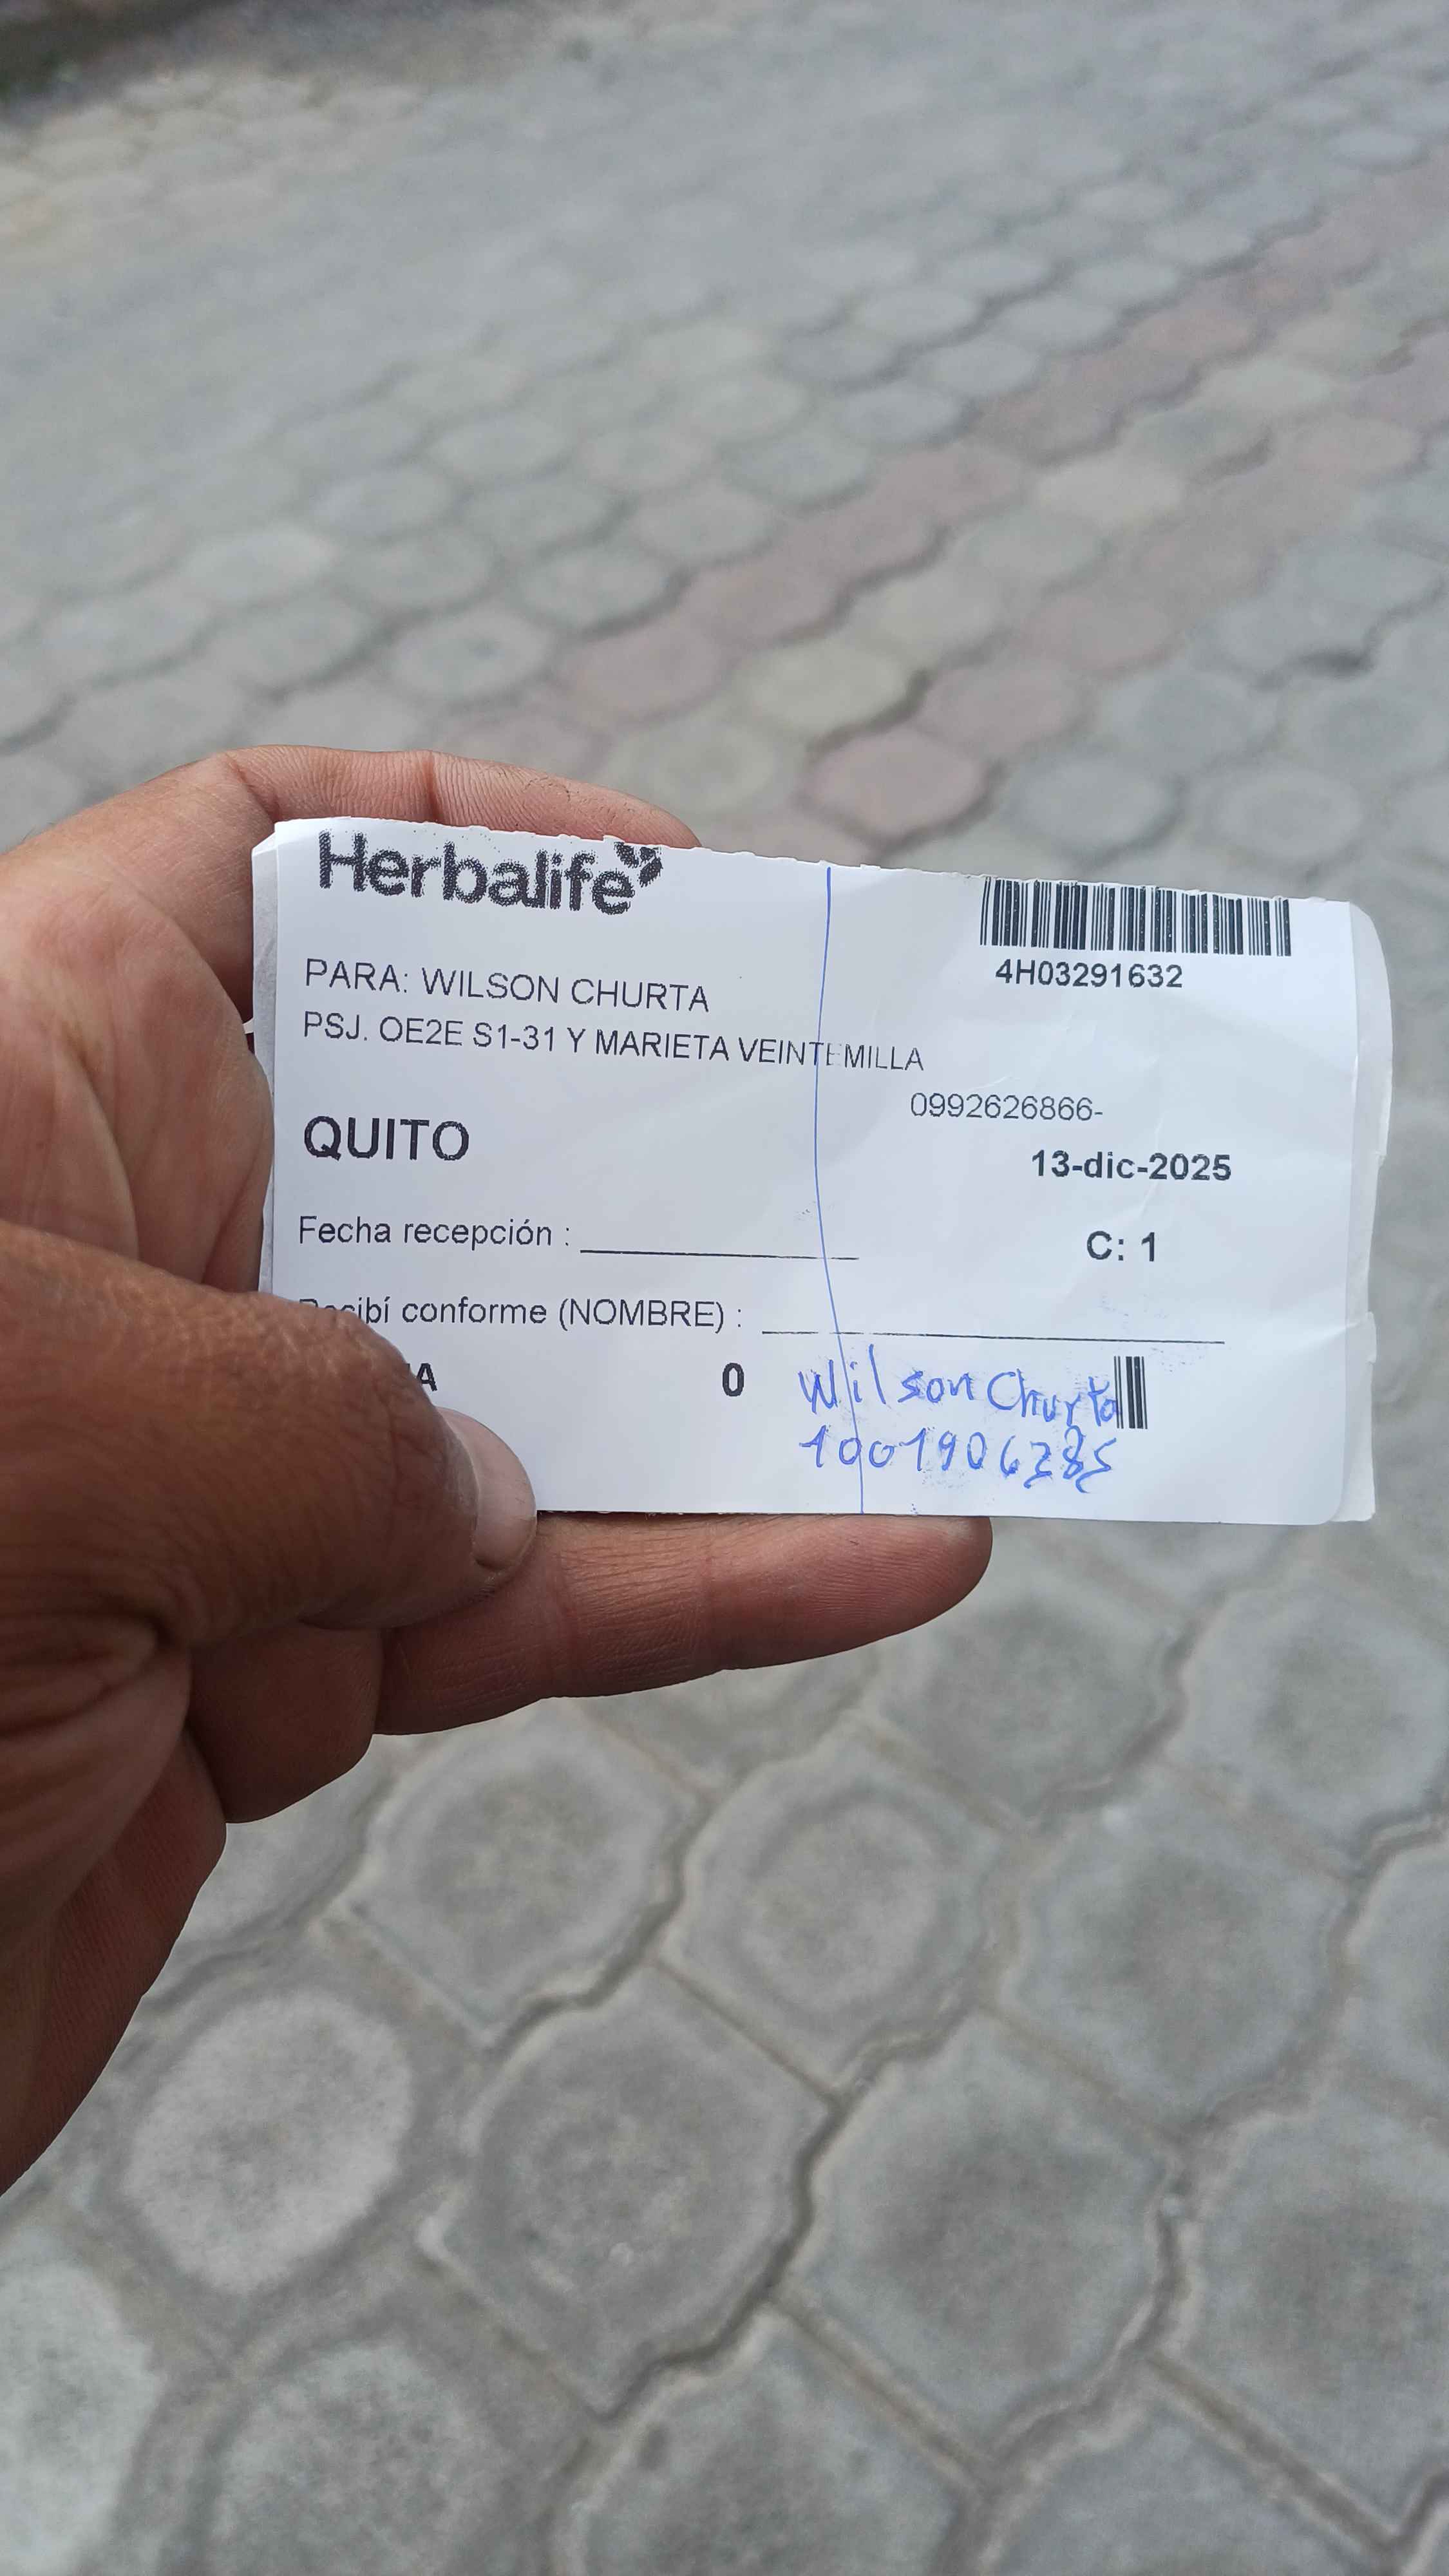 Herbalife
4H03291632
PARA: WILSON CHURTA
PSJ. OE2E S1-31 Y MARIETA VEINTEMILLA
0992626866-
QUITO
13-dic-2025
Fecha recepción :
C: 1
conforme (NOMBRE) :
0
Wilson Churta
1001906385